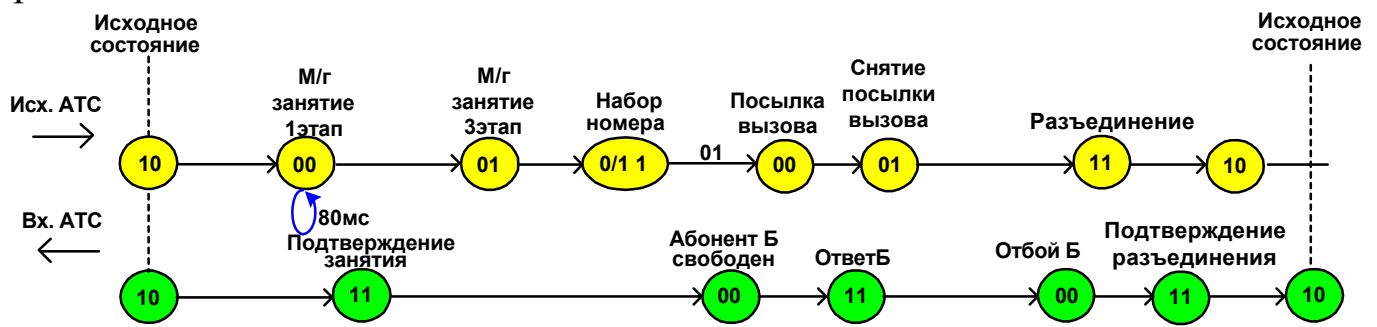 Исходное
состояние
Исходное
состояние
М/г
занятие
1этап
М/г
занятие
3этап
Набор
номера
Посылка
вызова
Снятие
посылки
вызова
Разъединение
Исх. АТС
10
00
01
0/1 1
01
00
01
11
10
80мс
Вх. АТС
Подтверждение
занятия
Абонент Б
свободен
ОтветБ
Отбой Б
Подтверждение
разъединения
10
11
00
11
00
11
10